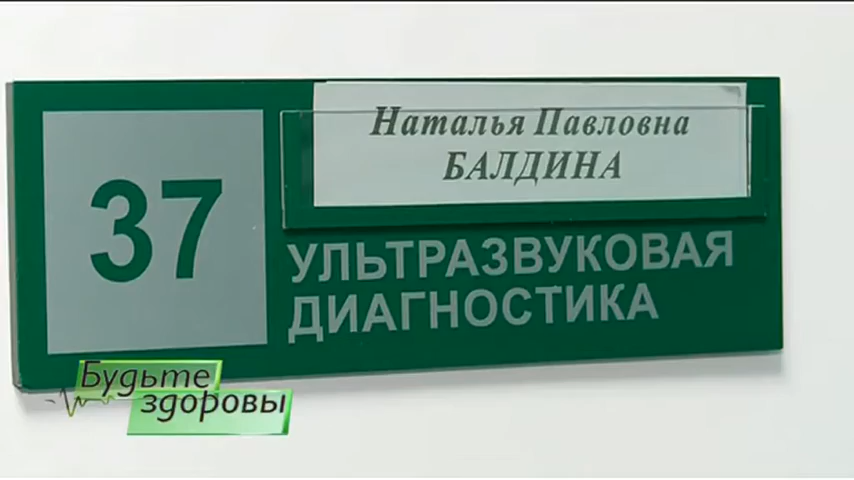 37
Наталья Павловна
БАЛДИНА
УЛЬТРАЗВУКОВАЯ
ДИАГНОСТИКА
Будьте
здоровы